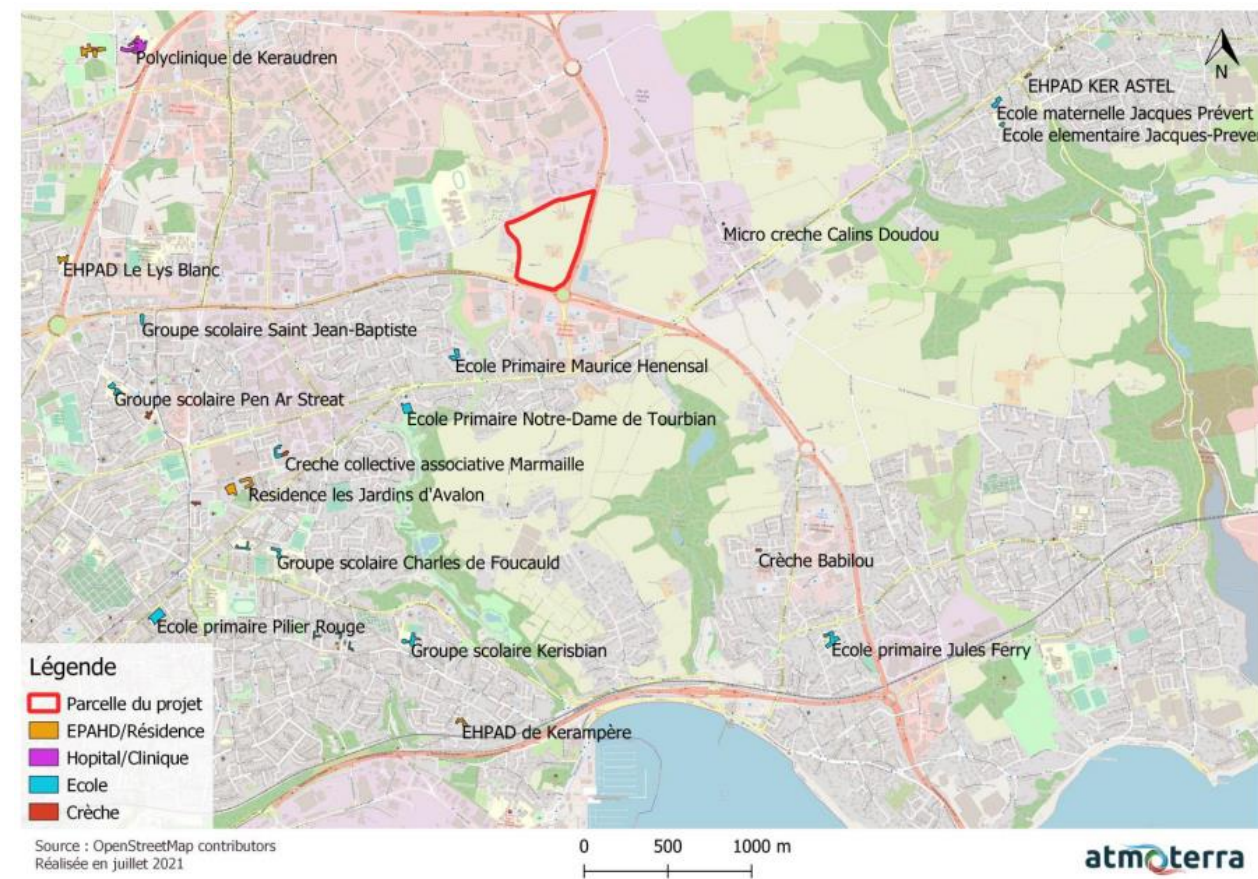 Polyclinique de Keraudren
N
EHPAD KER ASTEL
Ecole maternelle Jacques Prévert
Ecole elementaire Jacques-Prever
Micro creche Calins Doudou
EHPAD Le Lys Blanc
Groupe scolaire Saint Jean-Baptiste
Ecole Primaire Maurice Henensal
Groupe scolaire Pen Ar Streat
Ecole Primaire Notre-Dame de Tourbian
Creche collective associative Marmaille
Residence les Jardins d'Avalon
Groupe scolaire Charles de Foucauld
Crèche Babilou
Ecole primaire Pilier Rouge
Groupe scolaire Kerisbian
Ecole primaire Jules Ferry
EHPAD de Kerampère
Légende
Parcelle du projet
EPAHD/Résidence
Hopital/Clinique
Ecole
Crèche
Source : OpenStreetMap contributors
Réalisée en juillet 2021
0 500 1000 m
atmoterra